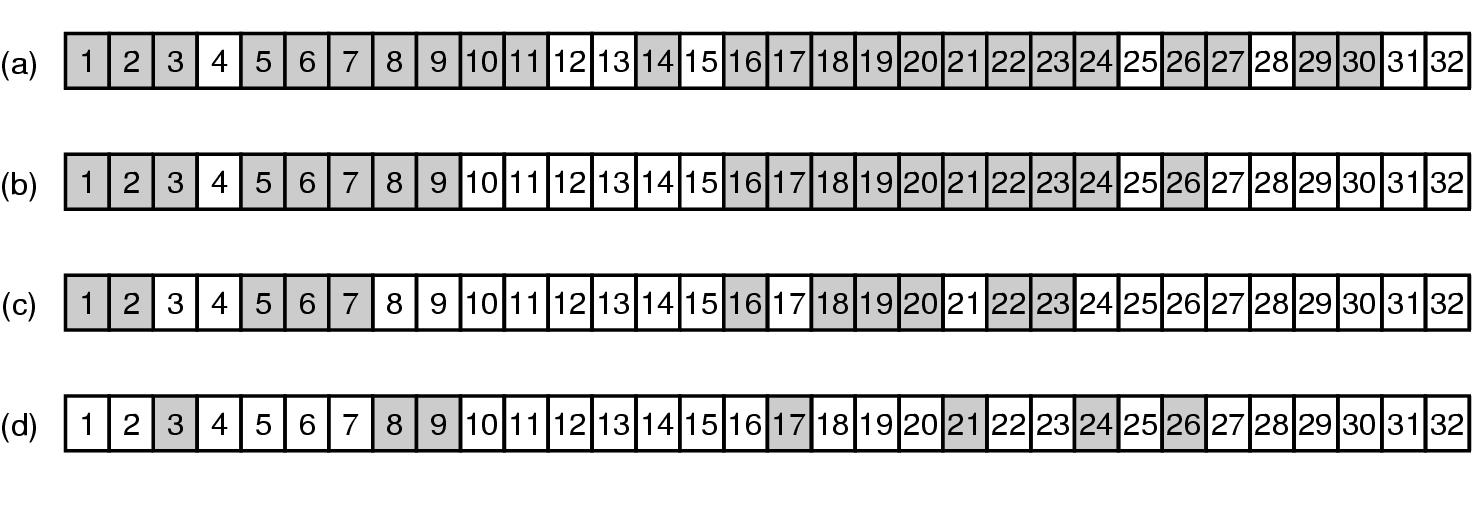 (a) 1 2 3 4 5 6 7 8 9 10 11 12 13 14 15 16 17 18 19 20 21 22 23 24 25 26 27 28 29 30 31 32
(b) 1 2 3 4 5 6 7 8 9 10 11 12 13 14 15 16 17 18 19 20 21 22 23 24 25 26 27 28 29 30 31 32
(c) 1 2 3 4 5 6 7 8 9 10 11 12 13 14 15 16 17 18 19 20 21 22 23 24 25 26 27 28 29 30 31 32
(d) 1 2 3 4 5 6 7 8 9 10 11 12 13 14 15 16 17 18 19 20 21 22 23 24 25 26 27 28 29 30 31 32